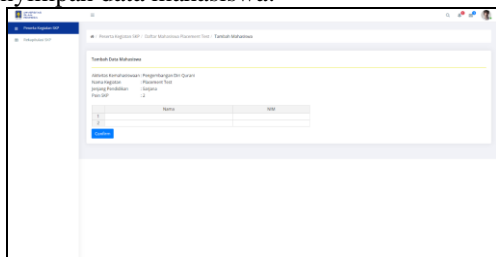 nyimpan data mahasiswa.
Peserta Kegiatan SKP
Rekapitulasi SKP
/ Peserta Kegiatan SKP / Daftar Mahasiswa Placement Test / Tambah Mahasiswa
Tambah Data Mahasiswa
Aktivitas Kemahasiswaan : Pengembangan Diri Quran
Nama Kegiatan : Placement Test
Jenjang Pendidikan : Sarjana
Poin SKP : 2
Nama NIM
1
2
Confirm